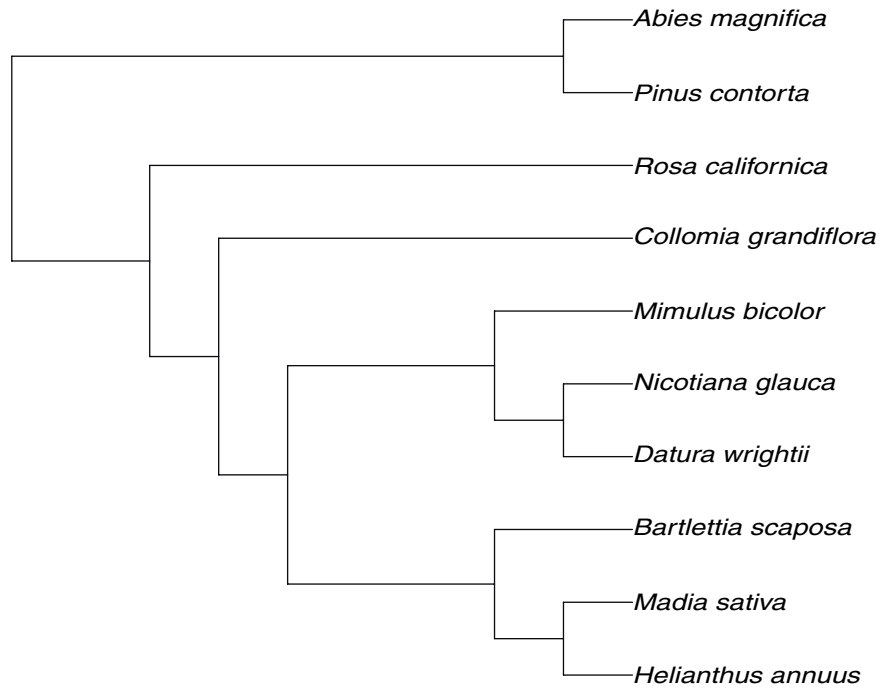 Abies magnifica
Pinus contorta
Rosa californica
Collomia grandiflora
Mimulus bicolor
Nicotiana glauca
Datura wrightii
Bartlettia scaposa
Madia sativa
Helianthus annuus